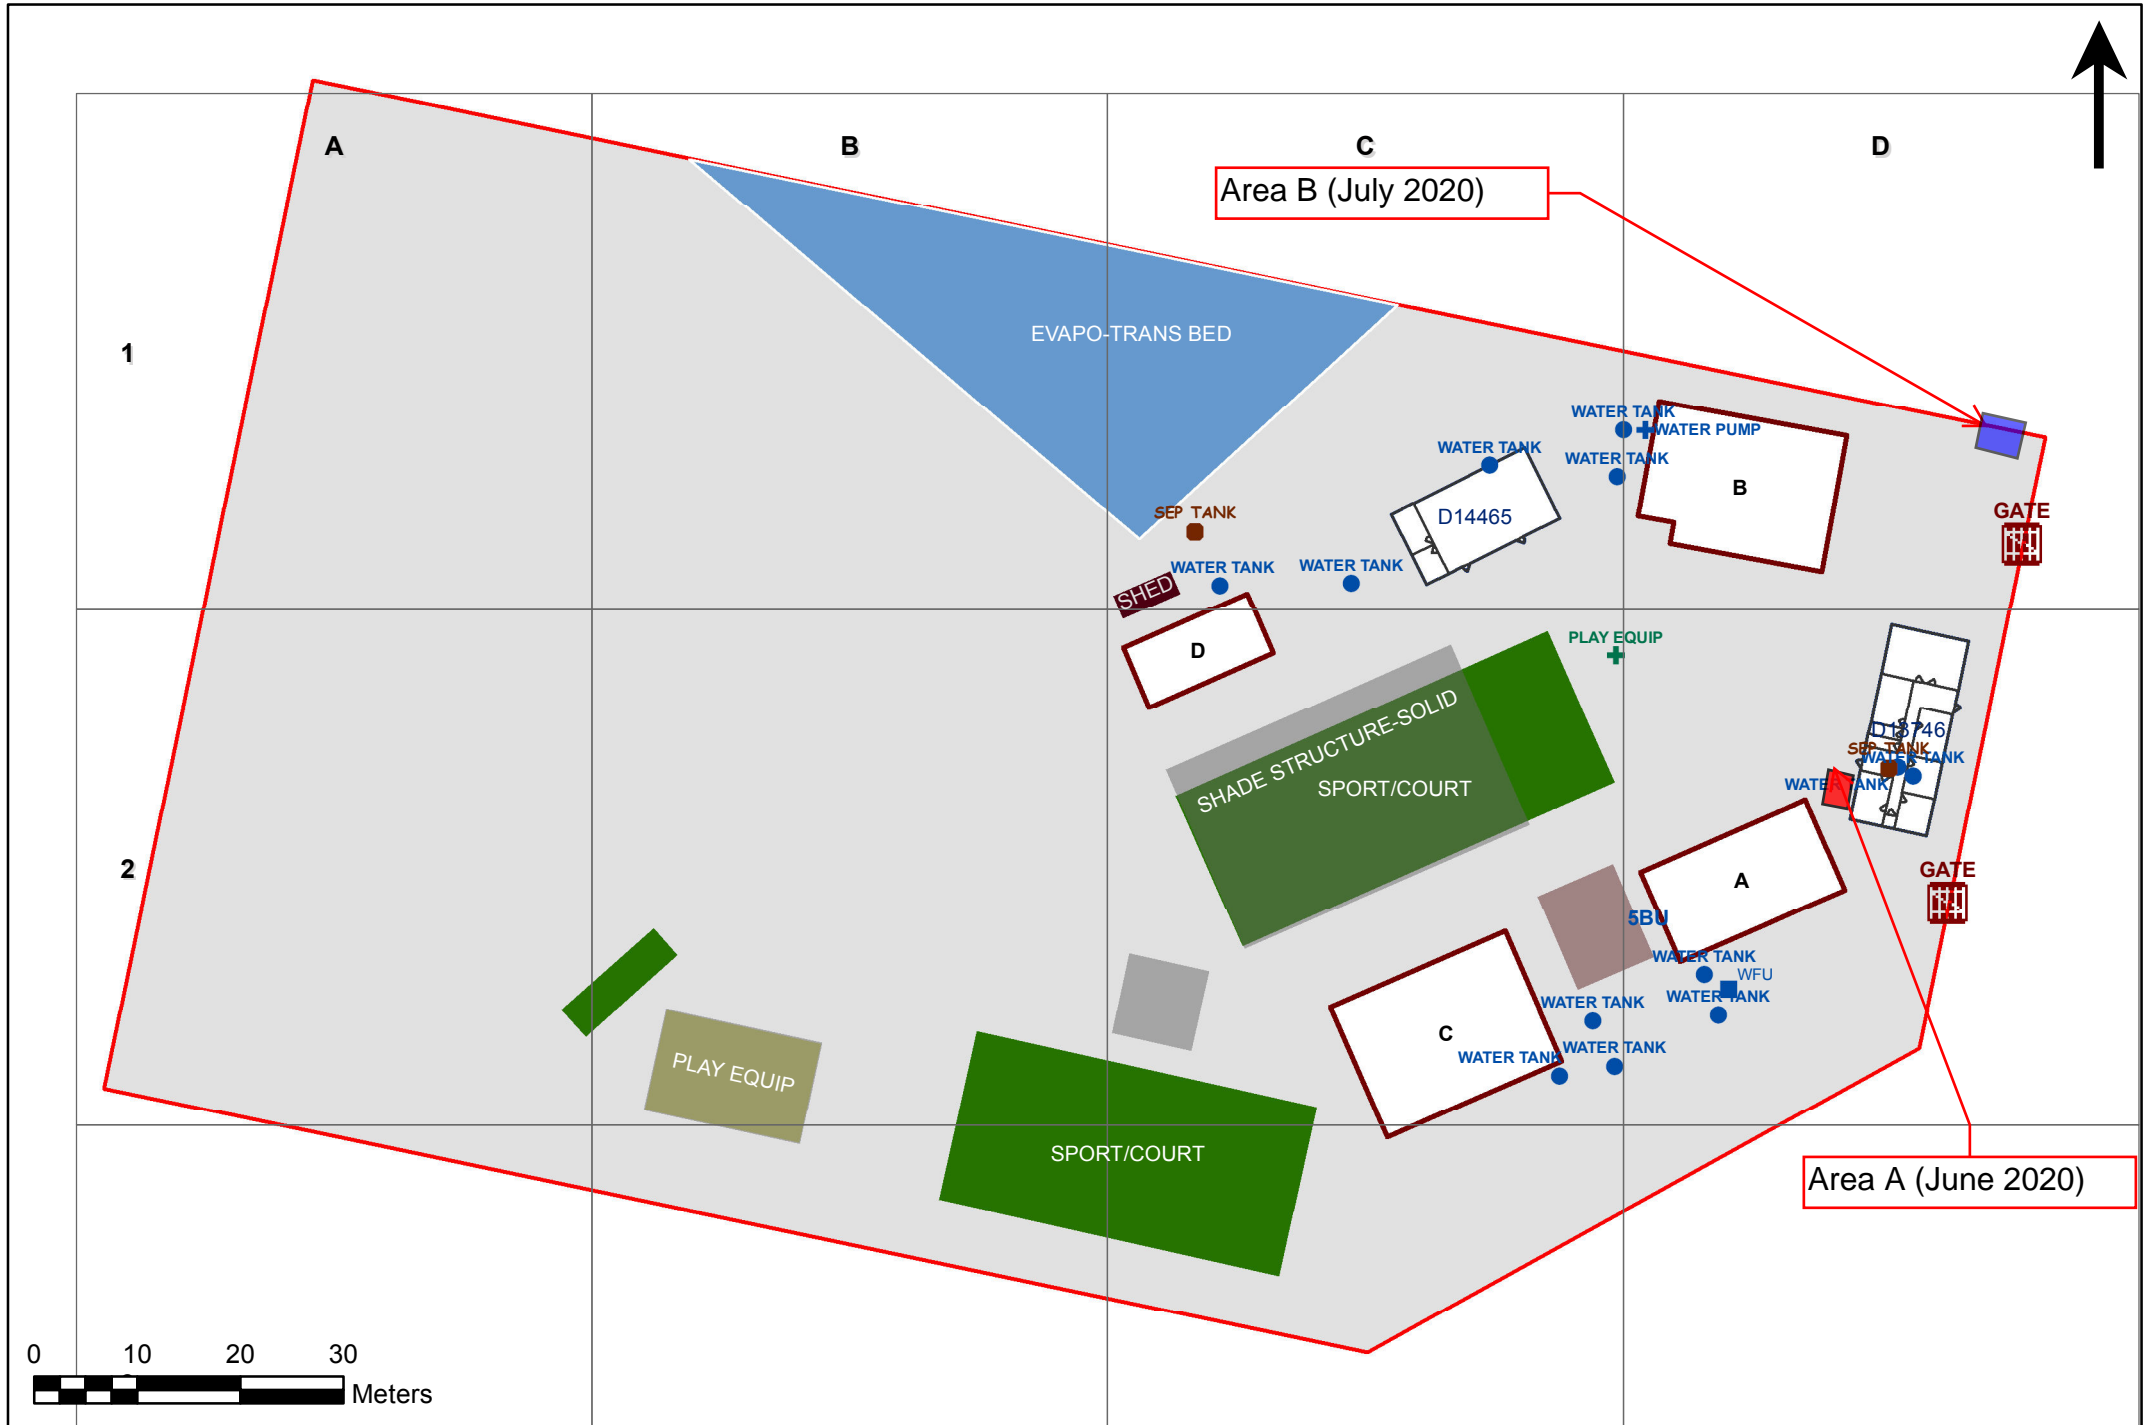 A
B
C
D
Area B (July 2020)
1
EVAPO-TRANS BED
WATER TANK
WATER PUMP
WATER TANK
WATER TANK
B
D14465
SEP TANK
GATE
WATER TANK
WATER TANK
SHED
PLAY EQUIP
D
SHADE STRUCTURE-SOLID
SPORT/COURT
D13746
SEP TANK
WATER TANK
WATER TANK
2
A
GATE
5BU
WATER TANK
WFU
WATER TANK
WATER TANK
C
WATER TANK
WATER TANK
PLAY EQUIP
SPORT/COURT
Area A (June 2020)
0 10 20 30
Meters